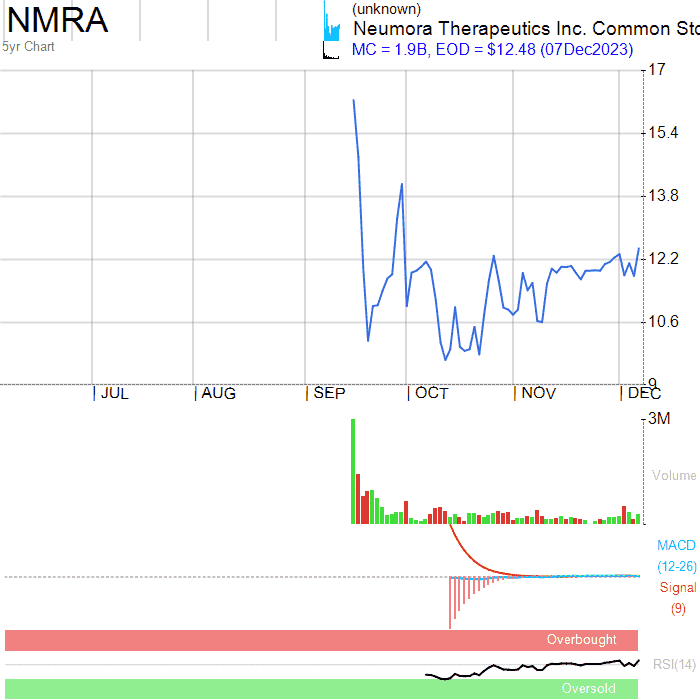 NMRA
5yr Chart
(unknown)
Neumora Therapeutics Inc. Common Sto
MC = 1.9B, EOD = $12.48 (07Dec2023)
17
15.4
13.8
12.2
10.6
9
JUL
AUG
SEP
OCT
NOV
DEC
3M
Volume
MACD
(12-26)
Signal
(9)
Overbought
RSI(14)
Oversold